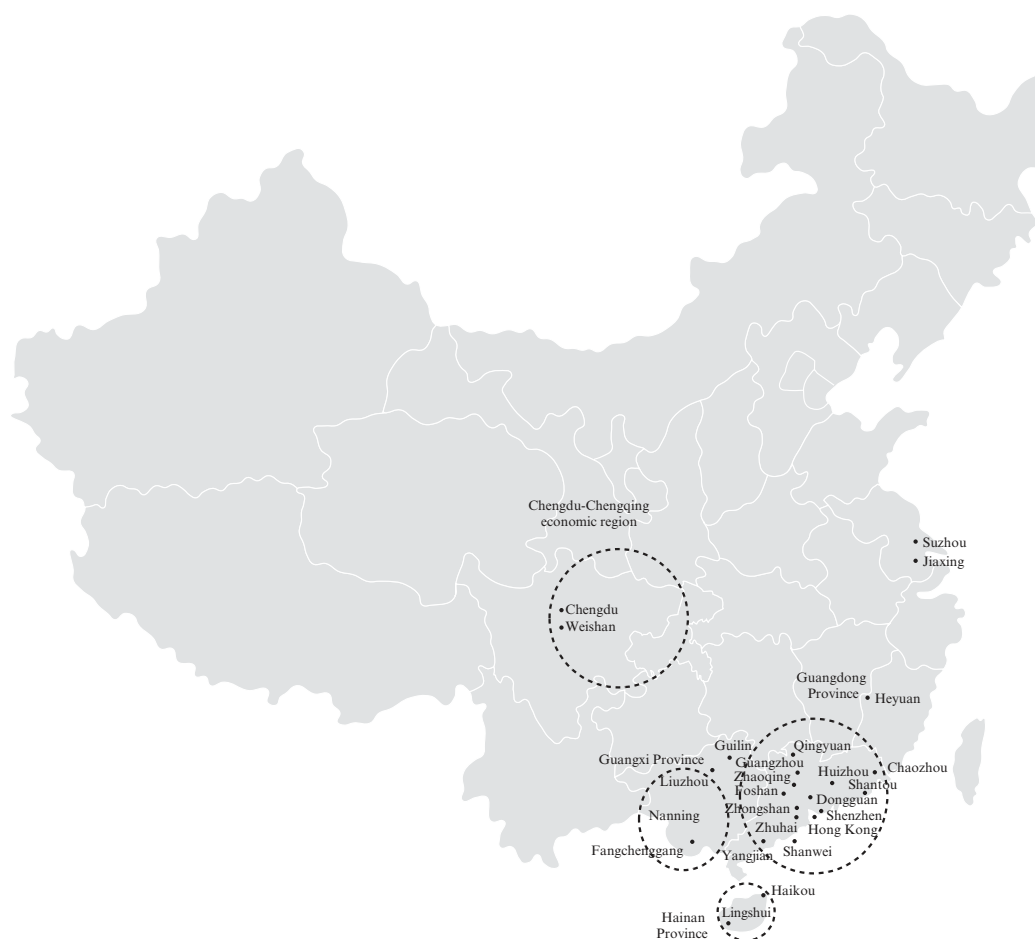 Chengdu-Chengqing
economic region
Suzhou
Jiaxing
Chengdu
Weishan
Guangdong
Province
Heyuan
Guilin
Qingyuan
Guangxi Province
Guangzhou
Zhaoqing
Huizhou
Chaozhou
Liuzhou
Foshan
Shantou
Dongguan
Nanning
Zhongshan
Shenzhen
Zhuhai
Hong Kong
Fangchenggang
Yangjian
Shanwei
Haikou
Lingshui
Hainan
Province